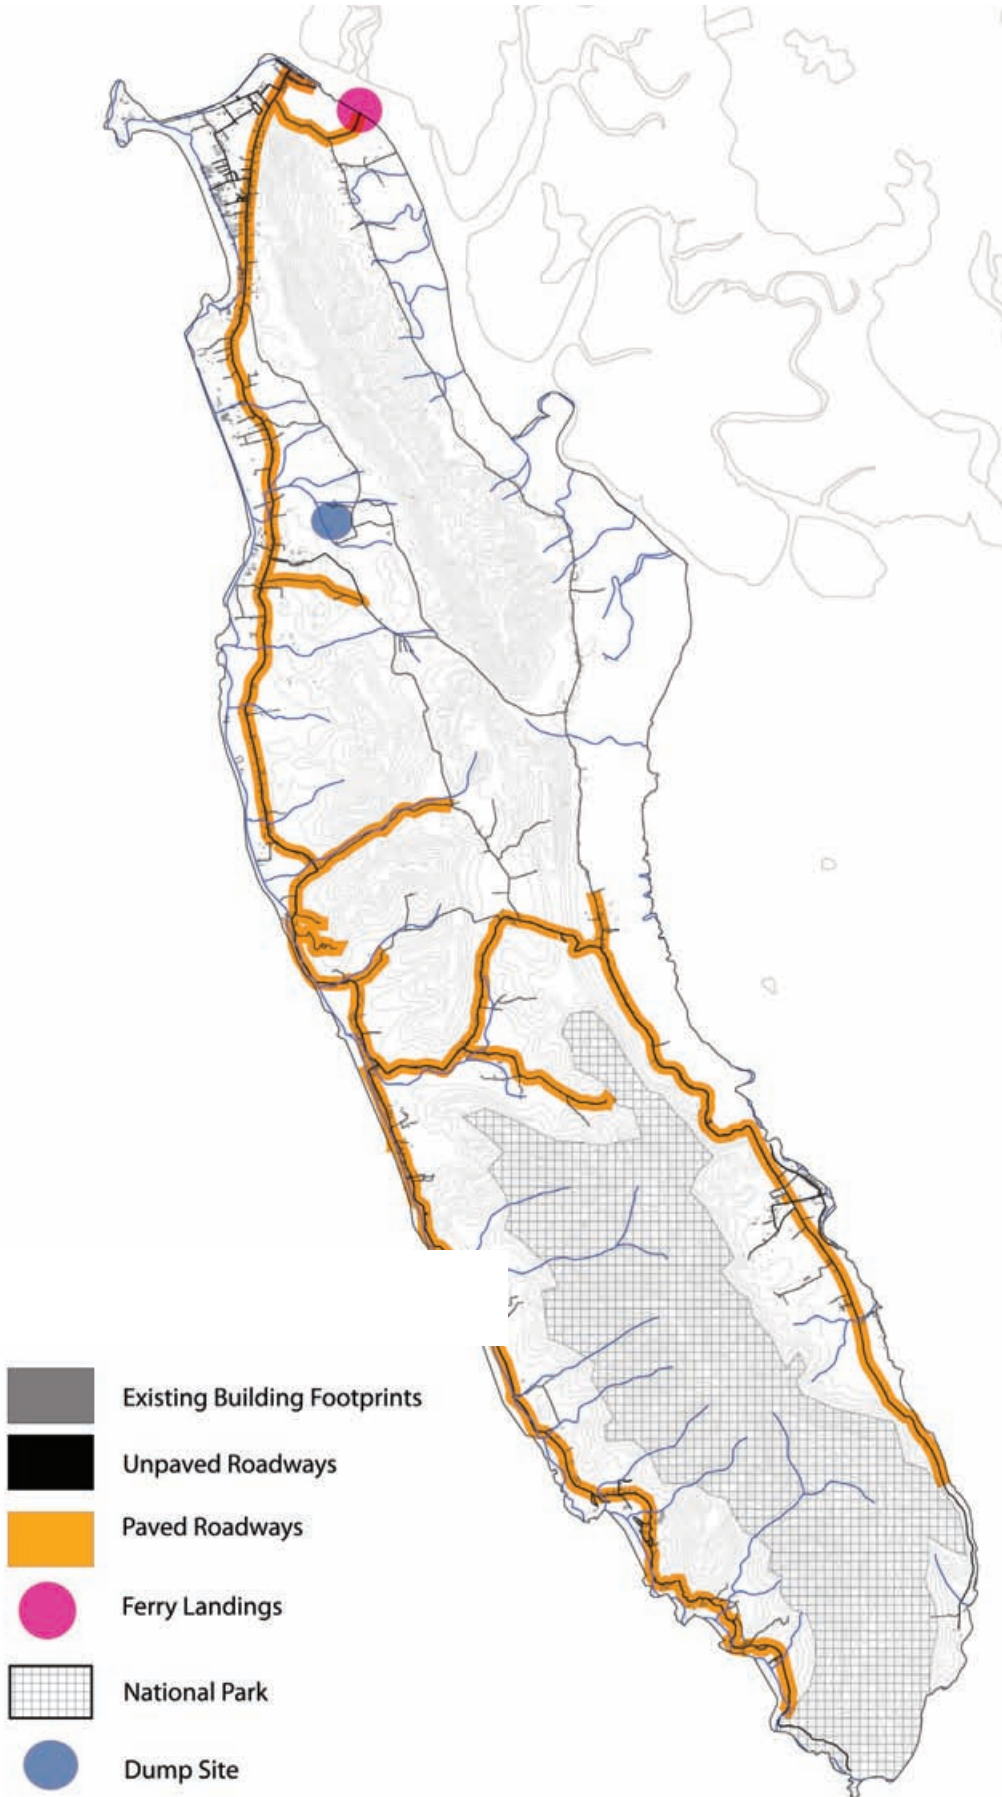 Existing Building Footprints
Unpaved Roadways
Paved Roadways
Ferry Landings
National Park
Dump Site